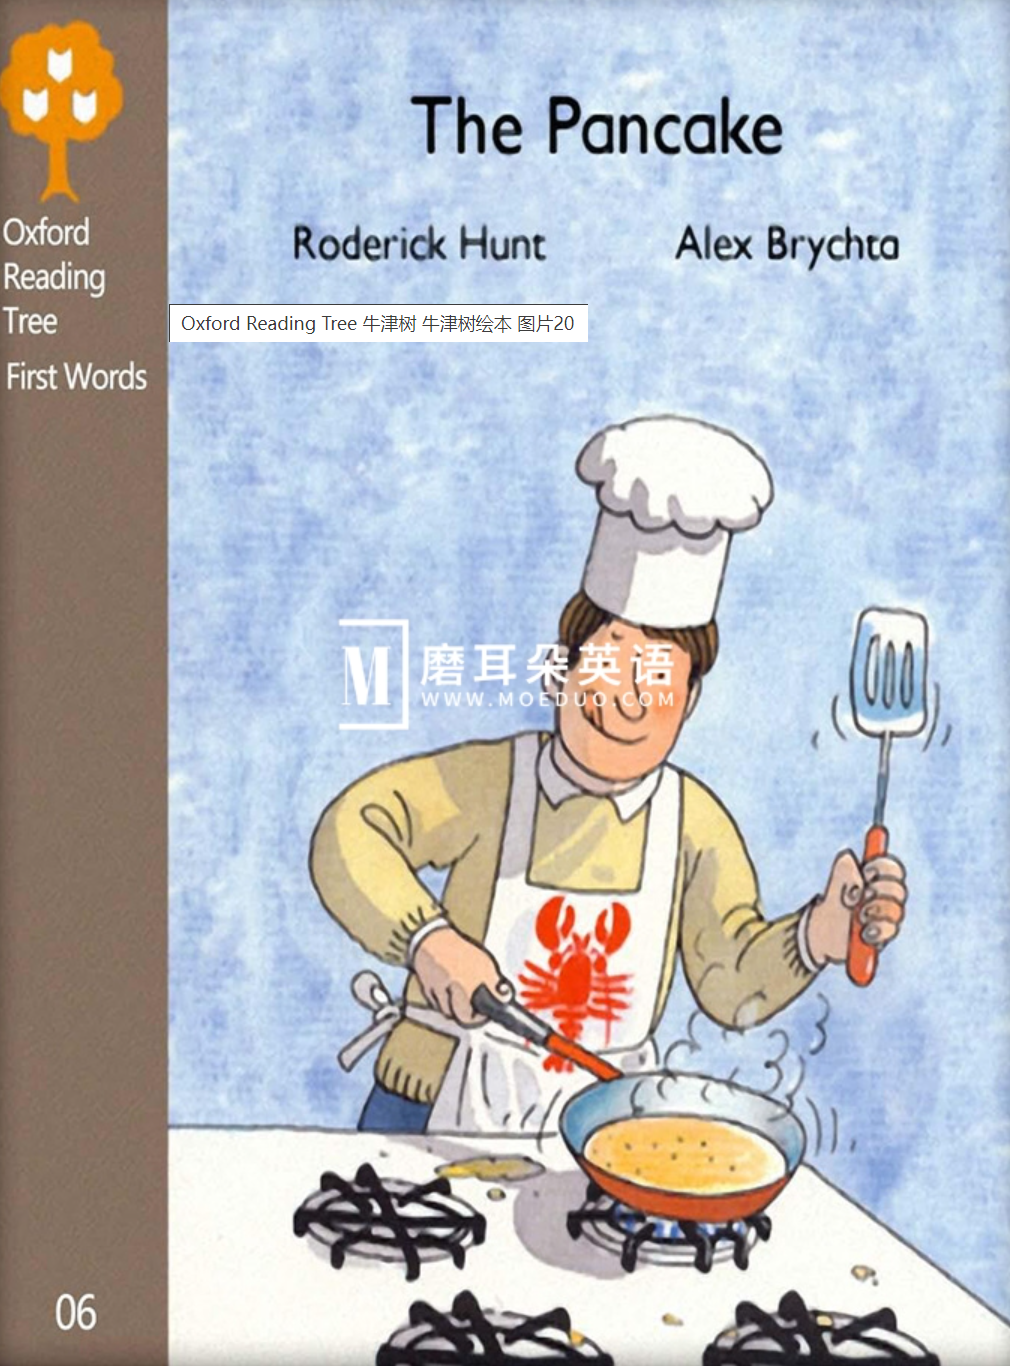 The Pancake
Roderick Hunt Alex Brychta
Oxford
Reading
Tree
First Words
Oxford Reading Tree 牛津树 牛津树绘本 图片20
M 磨耳朵英语
WWW.MOEDUO.COM
06